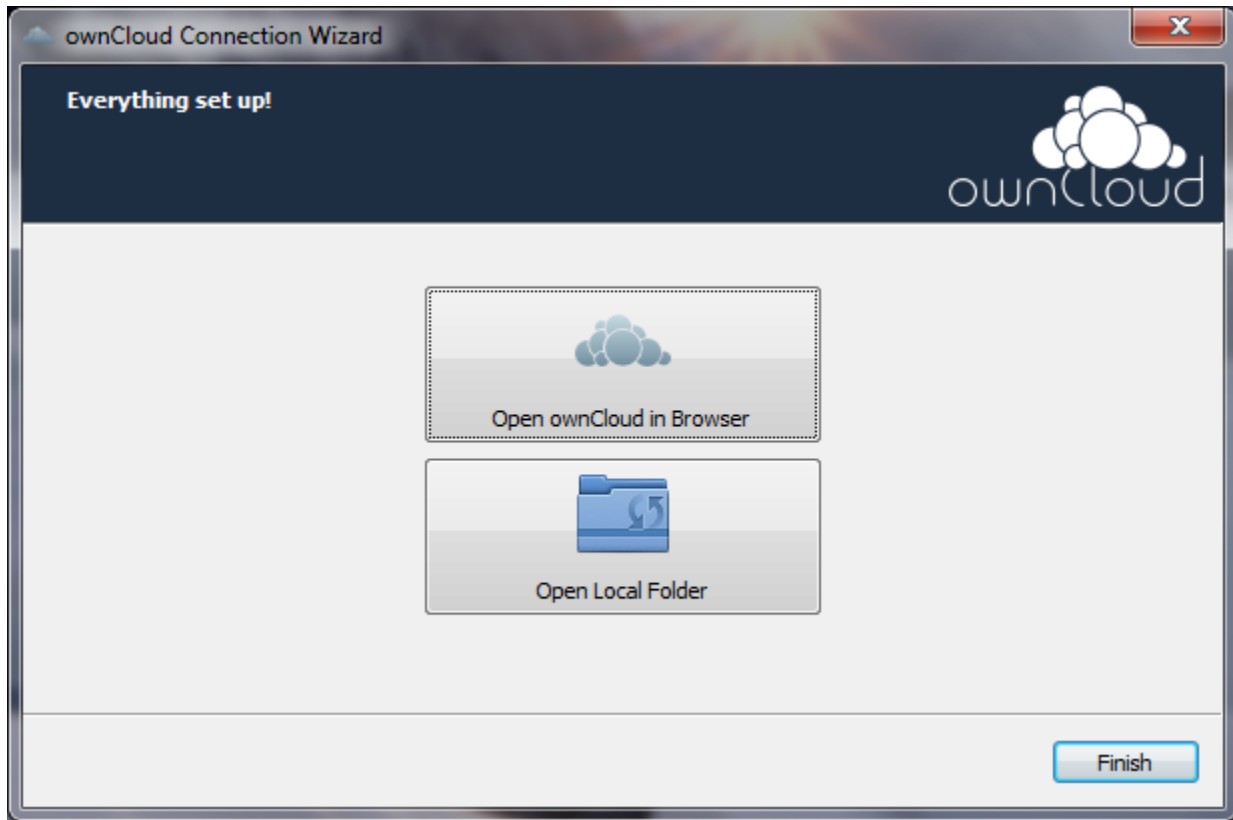 ownCloud Connection Wizard
Everything set up!
ownCloud
Open ownCloud in Browser
Open Local Folder
Finish